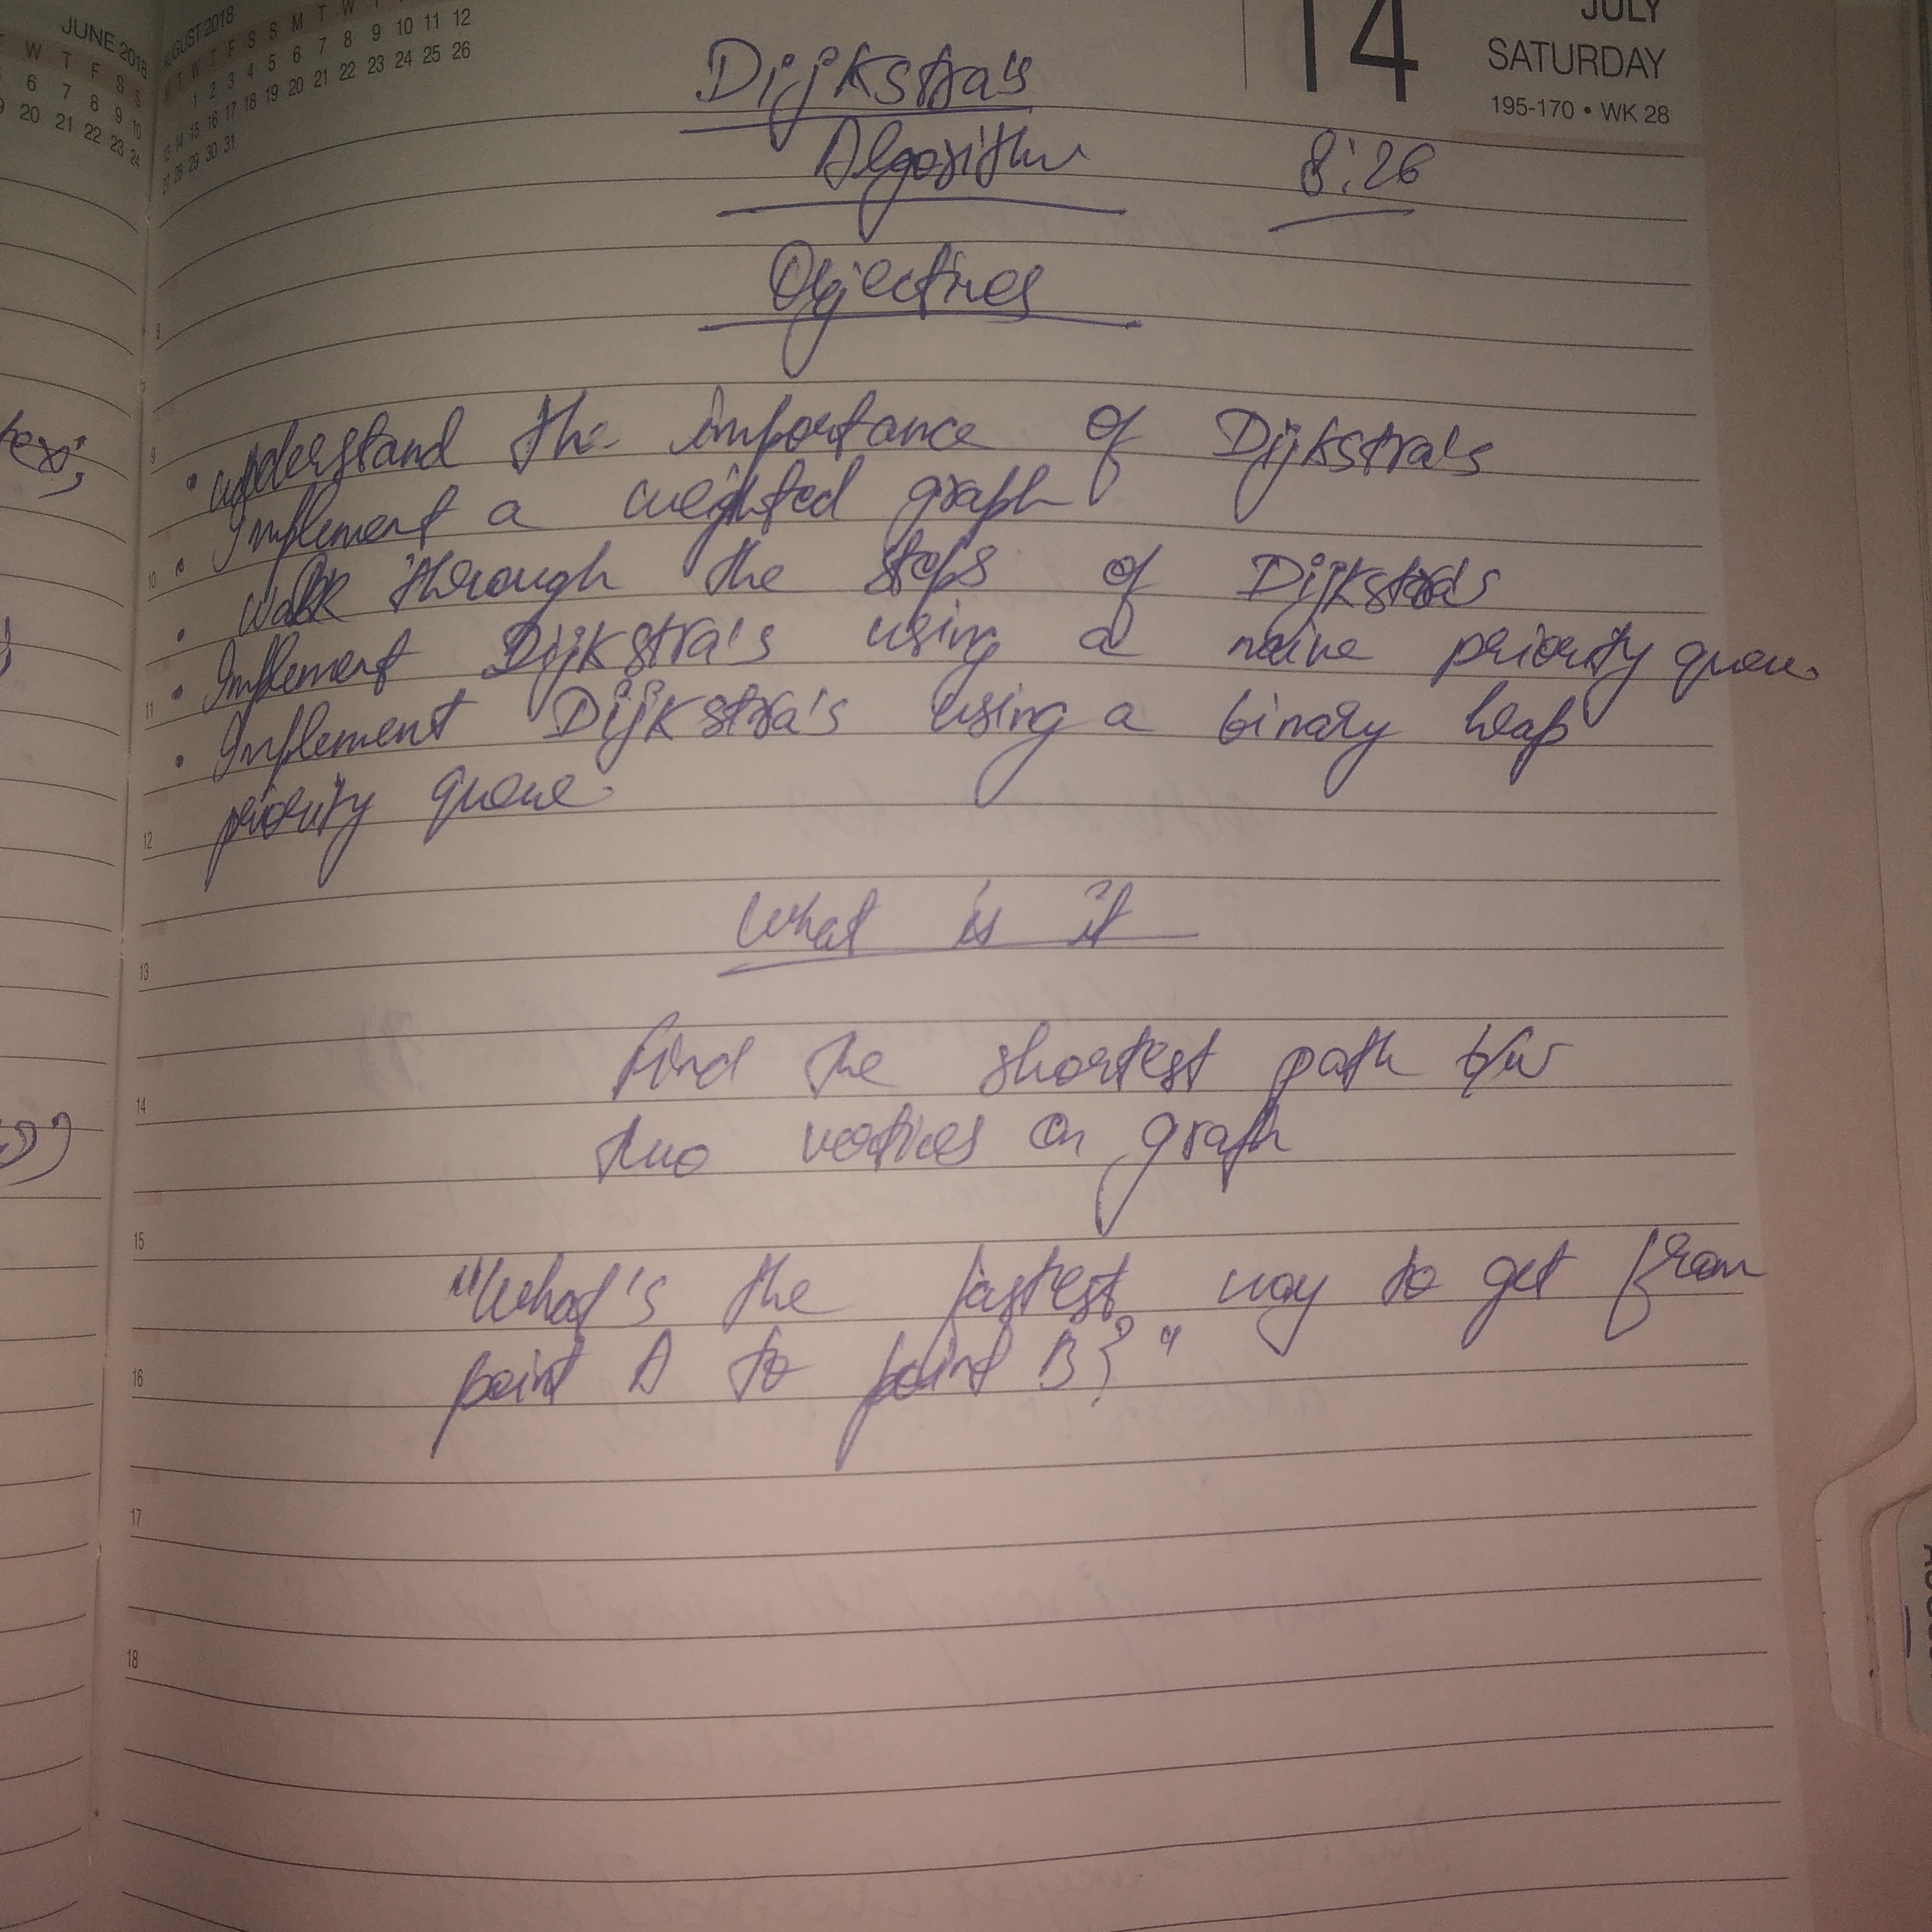 JUNE 2018
W T F S S
6 7 8 9 10
20 21 22 23 24
AUGUST 2018
M T W T F S S M T W
1 2 3 4 5 6 7 8 9 10 11 12
13 14 15 16 17 18 19 20 21 22 23 24 25 26
27 28 29 30 31
14
JULY
SATURDAY
195-170 • WK 28
Dijkstra's
Algorithm
8:26
Objectives
• understand the importance of Dijkstra's
• Implement a weighted graph
• Walk through the steps of Dijkstra's
• Implement Dijkstra's using a naive priority queue.
• Implement Dijkstra's using a binary heap
priority queue.
What is it
find the shortest path b/w
two vertices on graph
"What's the fastest way to get from
point A to point B?"
8
9
10
11
12
13
14
15
16
17
18